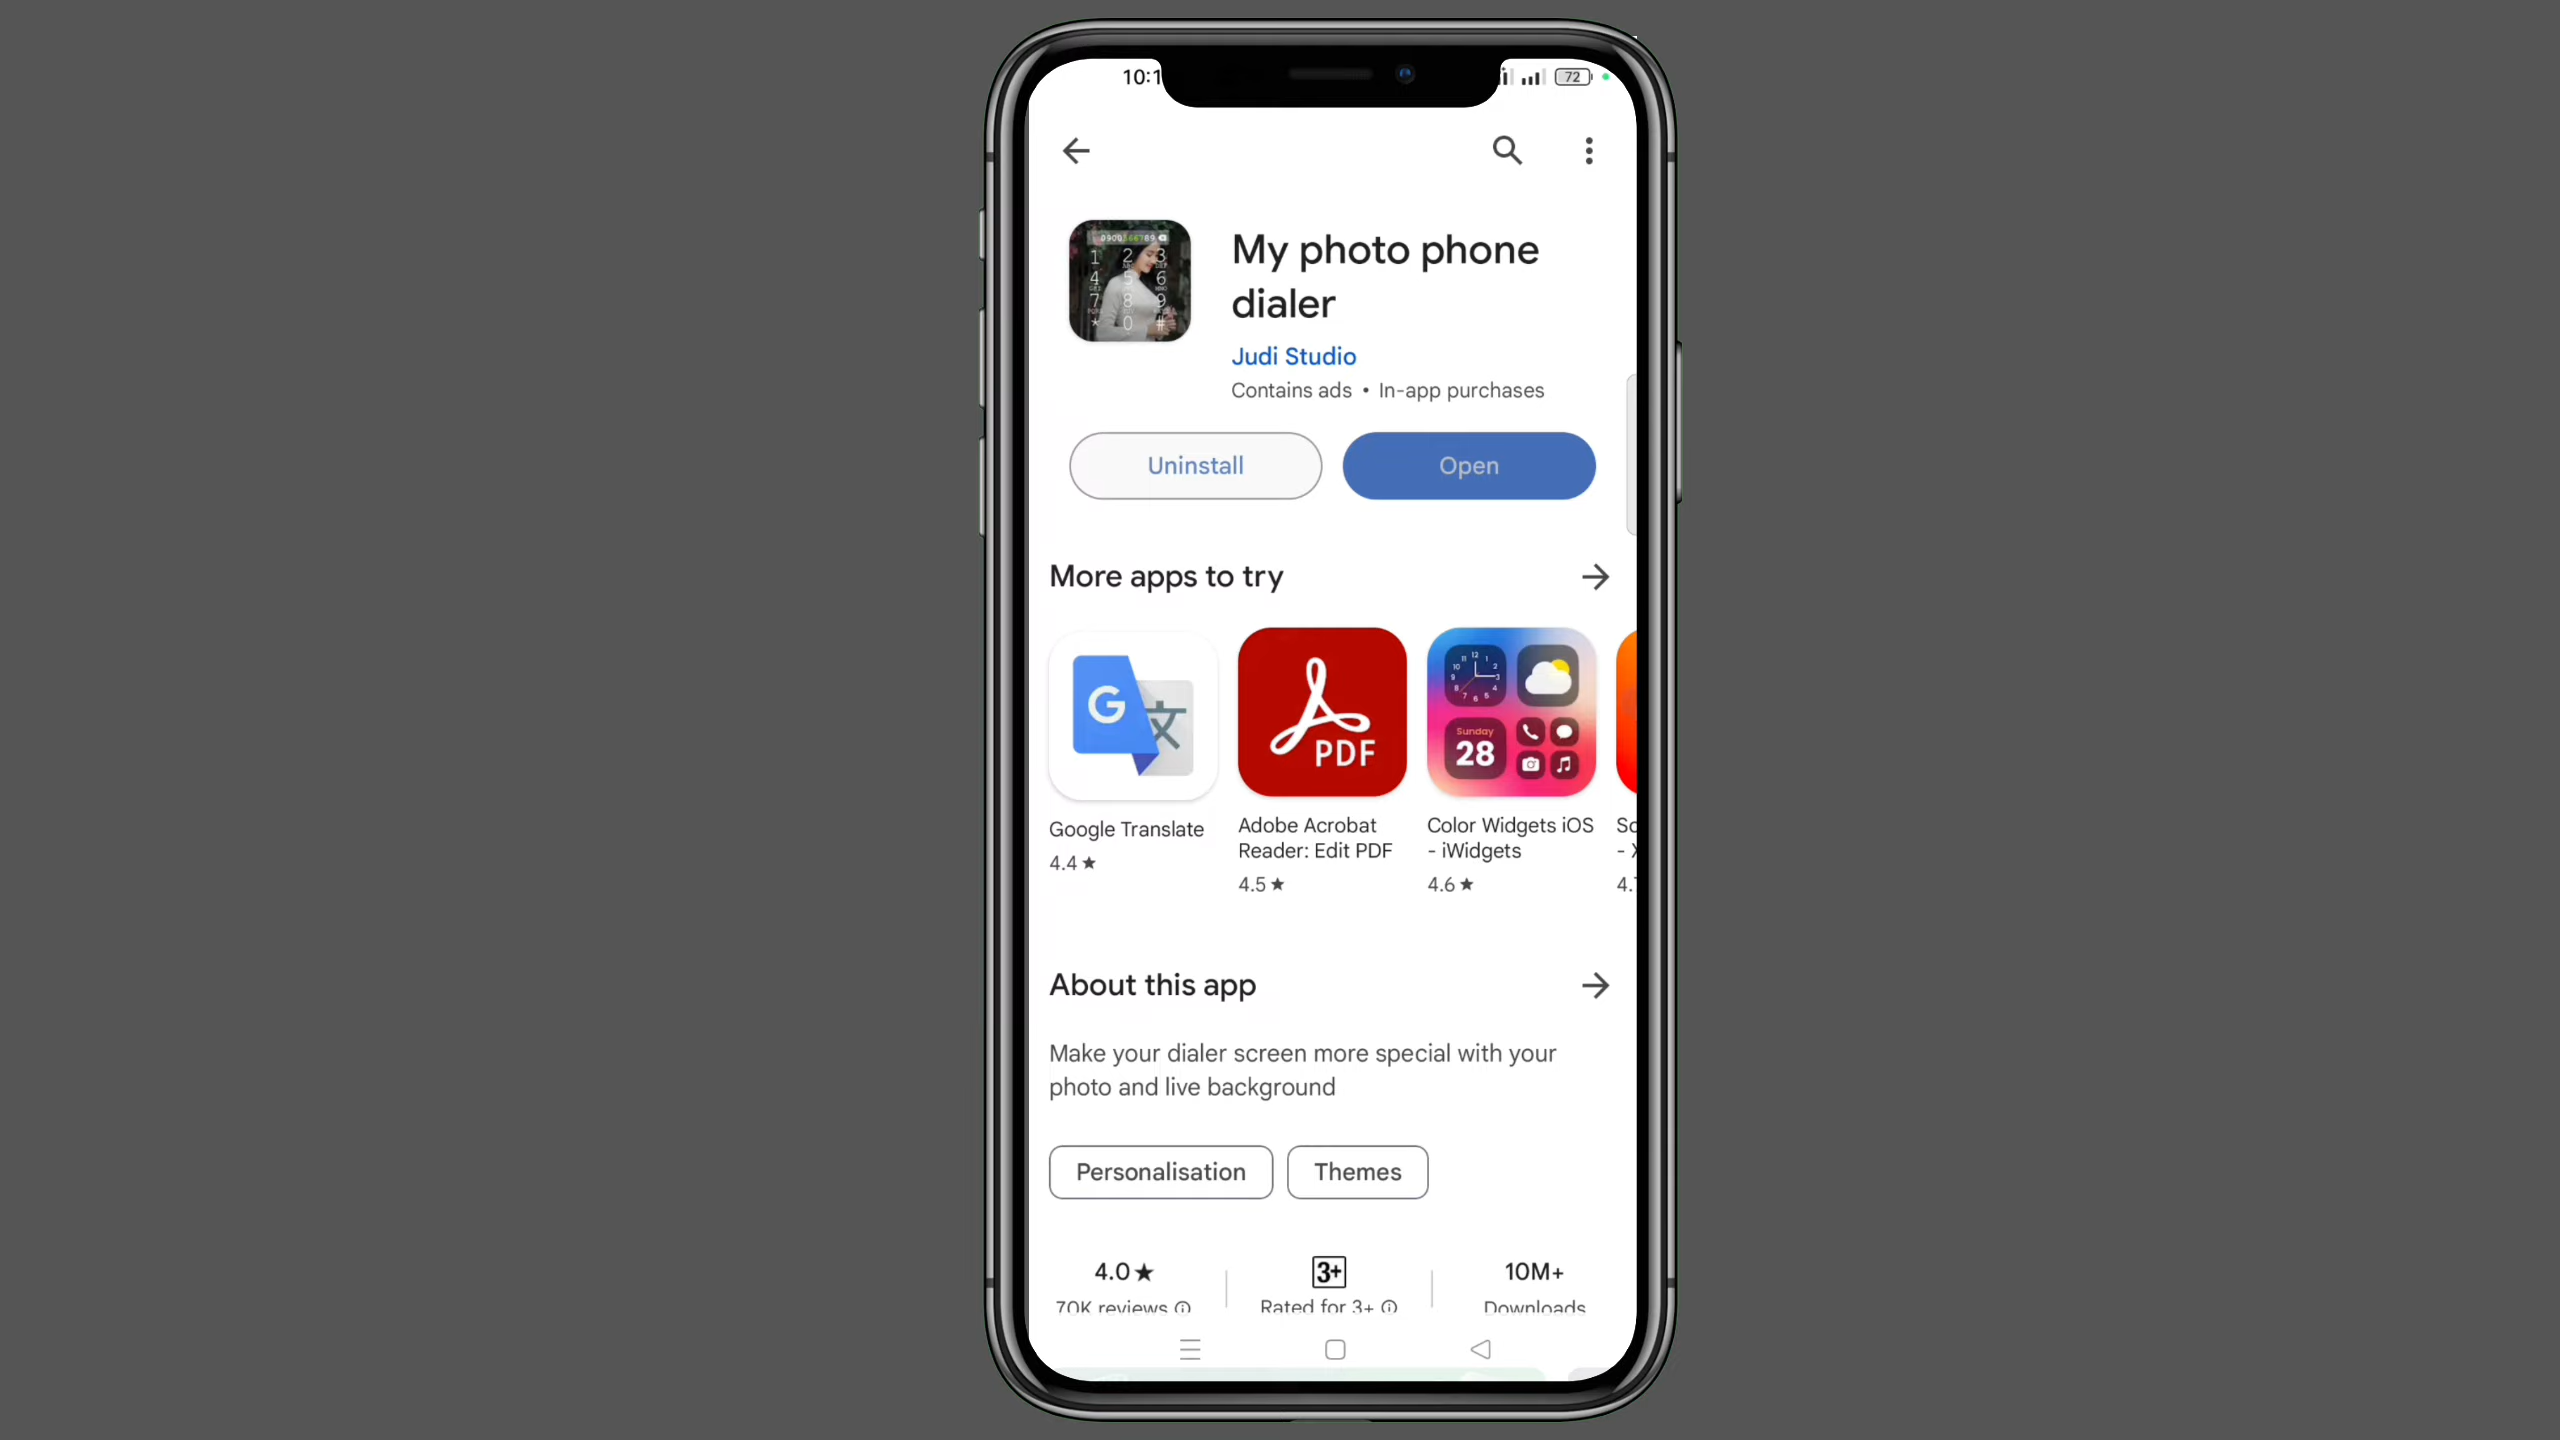 10:1
72
My photo phone
dialer
Judi Studio
Contains ads • In-app purchases
Uninstall
Open
More apps to try
PDF
Sunday
28
Google Translate
4.4 ★
Adobe Acrobat
Reader: Edit PDF
4.5 ★
Color Widgets iOS
- iWidgets
4.6 ★
About this app
Make your dialer screen more special with your
photo and live background
Personalisation
Themes
4.0 ★
70K reviews
3+
Rated for 3+
10M+
Downloads